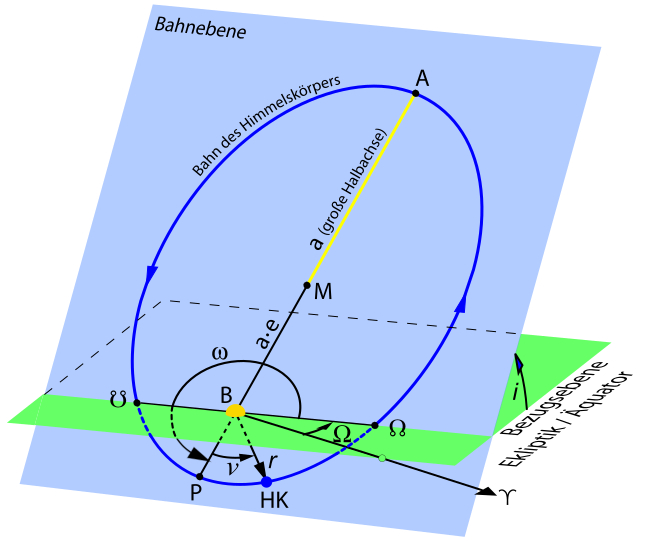 Bahnebene
A
Bahn des Himmelskörpers
a (große Halbachse)
M
a·e
ω
B
☋
Ω
☊
i
Bezugsebene
Ekliptik / Äquator
ν
r
P
HK
♈